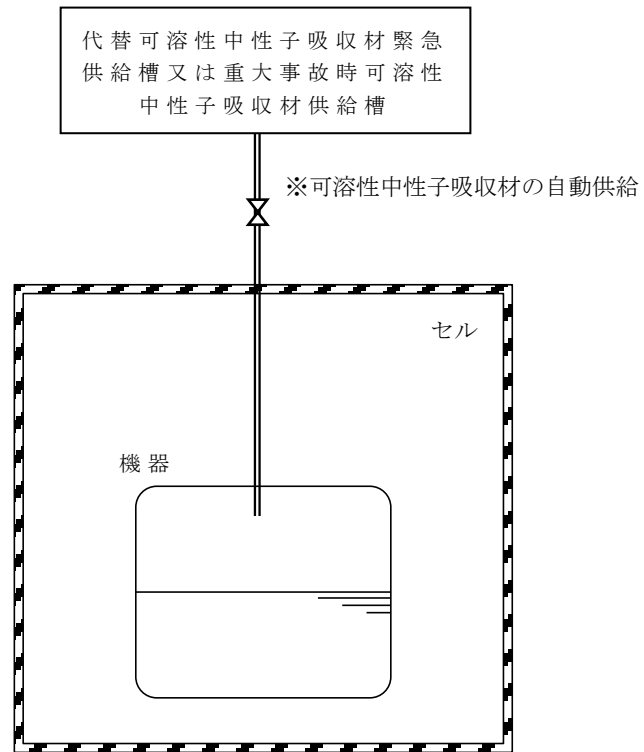 代替可溶性中性子吸収材緊急
供給槽又は重大事故時可溶性
中性子吸収材供給槽
※可溶性中性子吸収材の自動供給
セル
機器